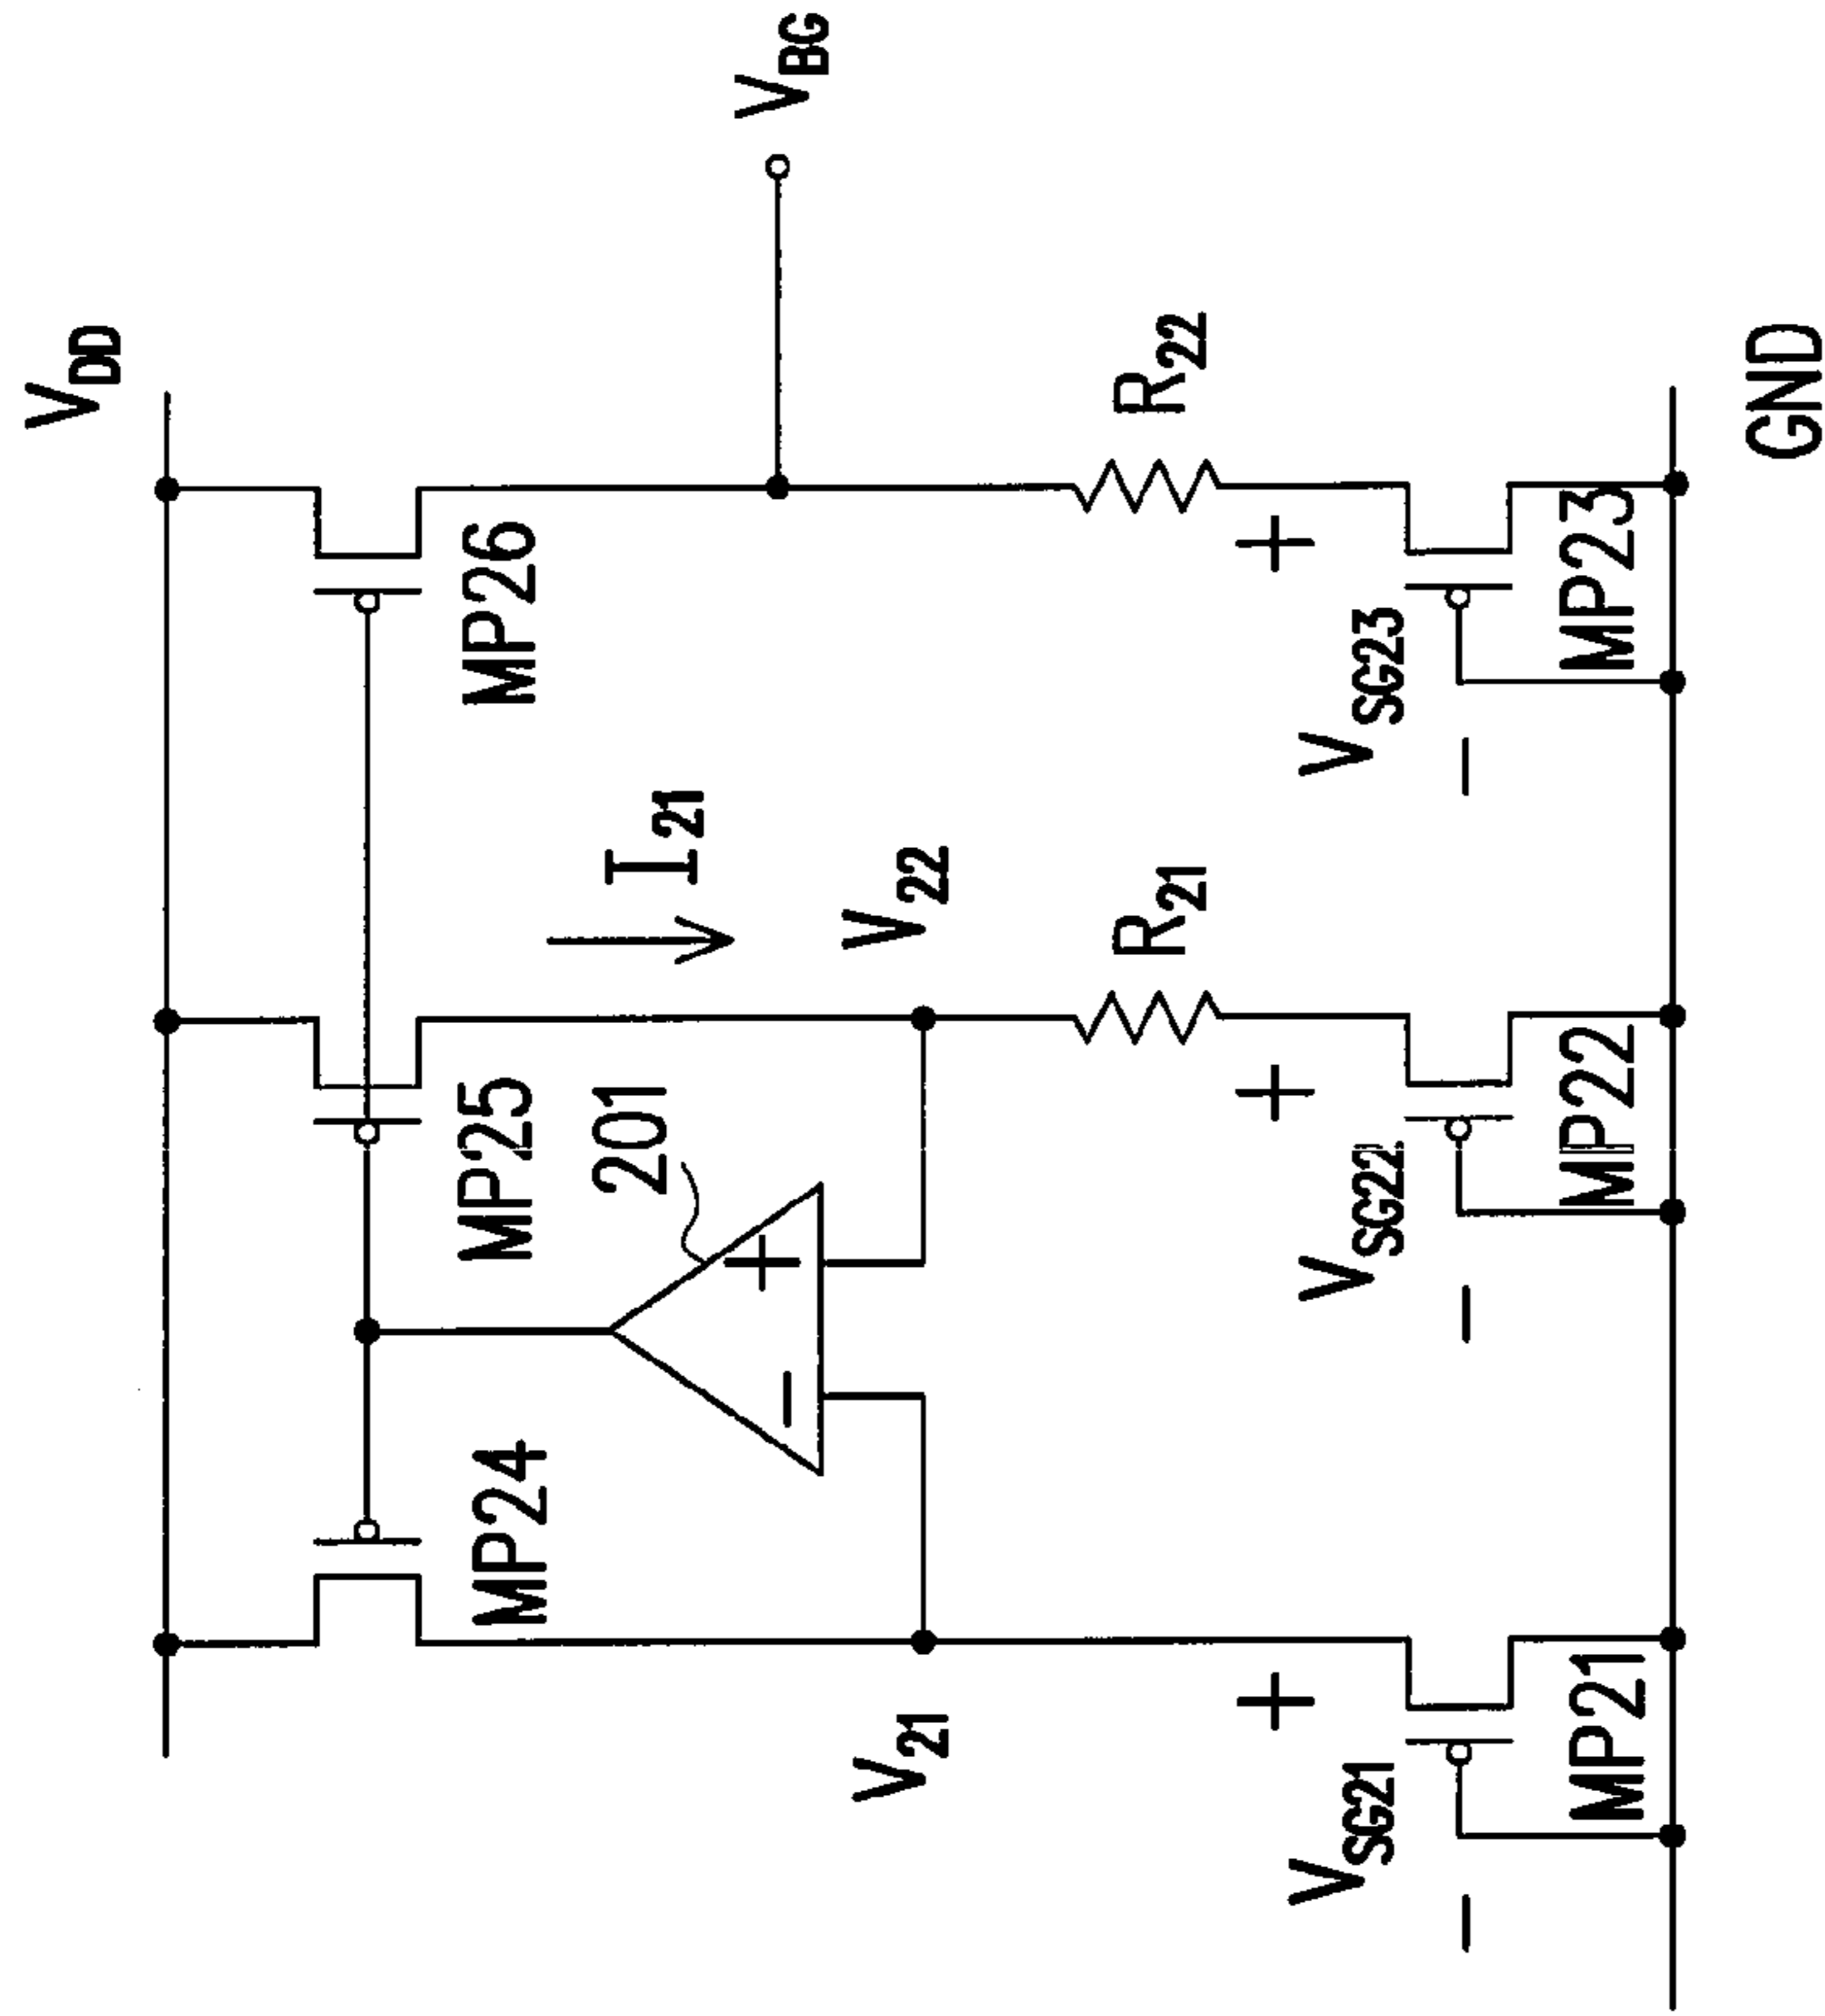 V_DD
MP24
MP25
MP26
I_21
201
−
+
V_21
V_22
V_BG
R_21
R_22
+
V_SG21
−
+
V_SG22
−
+
V_SG23
−
MP21
MP22
MP23
GND